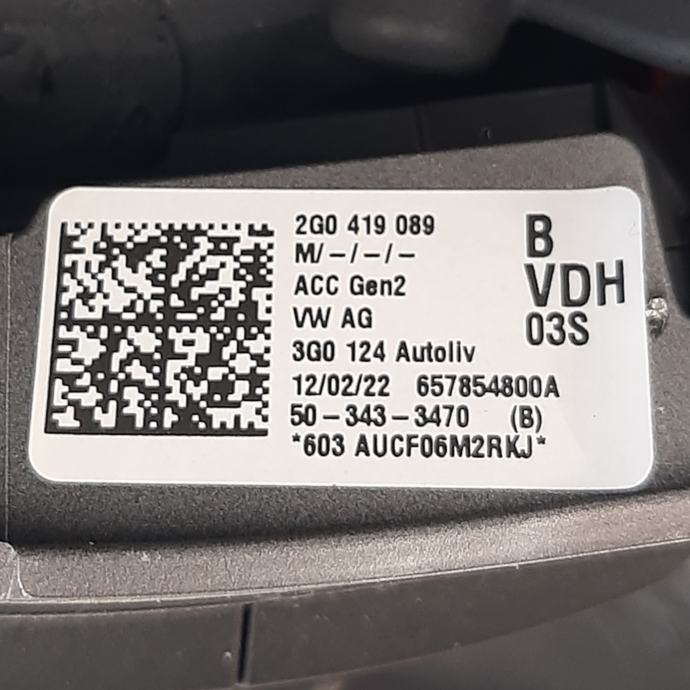 2G0 419 089 B
M/-/-/- VDH
ACC Gen2
VW AG 03S
3G0 124 Autoliv
12/02/22 657854800A
50-343-3470 (B)
*603 AUCF06M2RKJ*